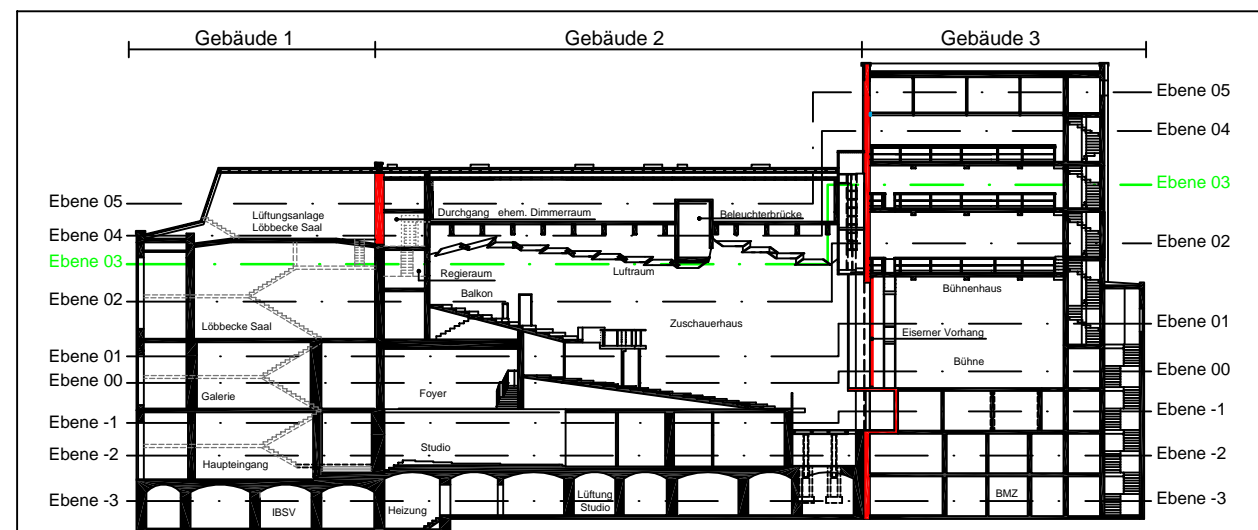 Gebäude 1
Gebäude 2
Gebäude 3
Ebene 05
Ebene 04
Ebene 03
Ebene 02
Ebene 01
Ebene 00
Ebene -1
Ebene -2
Ebene -3
Lüftungsanlage
Löbbecke Saal
Löbbecke Saal
Galerie
Haupteingang
IBSV
Durchgang ehem. Dimmerraum
Beleuchterbrücke
Regieraum
Luftraum
Balkon
Zuschauerhaus
Foyer
Studio
Heizung
Lüftung
Studio
Bühnenhaus
Eiserner Vorhang
Bühne
BMZ
Ebene 05
Ebene 04
Ebene 03
Ebene 02
Ebene 01
Ebene 00
Ebene -1
Ebene -2
Ebene -3